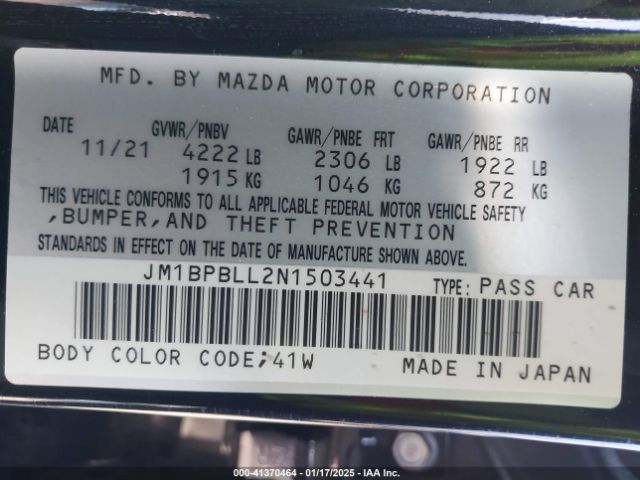 MFD. BY MAZDA MOTOR CORPORATION
DATE GVWR/PNBV GAWR/PNBE FRT GAWR/PNBE RR
11/21 4222 LB 2306 LB 1922 LB
1915 KG 1046 KG 872 KG
THIS VEHICLE CONFORMS TO ALL APPLICABLE FEDERAL MOTOR VEHICLE SAFETY
,BUMPER,AND THEFT PREVENTION
STANDARDS IN EFFECT ON THE DATE OF MANUFACTURE SHOWN ABOVE.
JM1BPBLL2N1503441 TYPE: PASS CAR
BODY COLOR CODE;41W MADE IN JAPAN
000-41370464 — 01/17/2025 — IAA Inc.